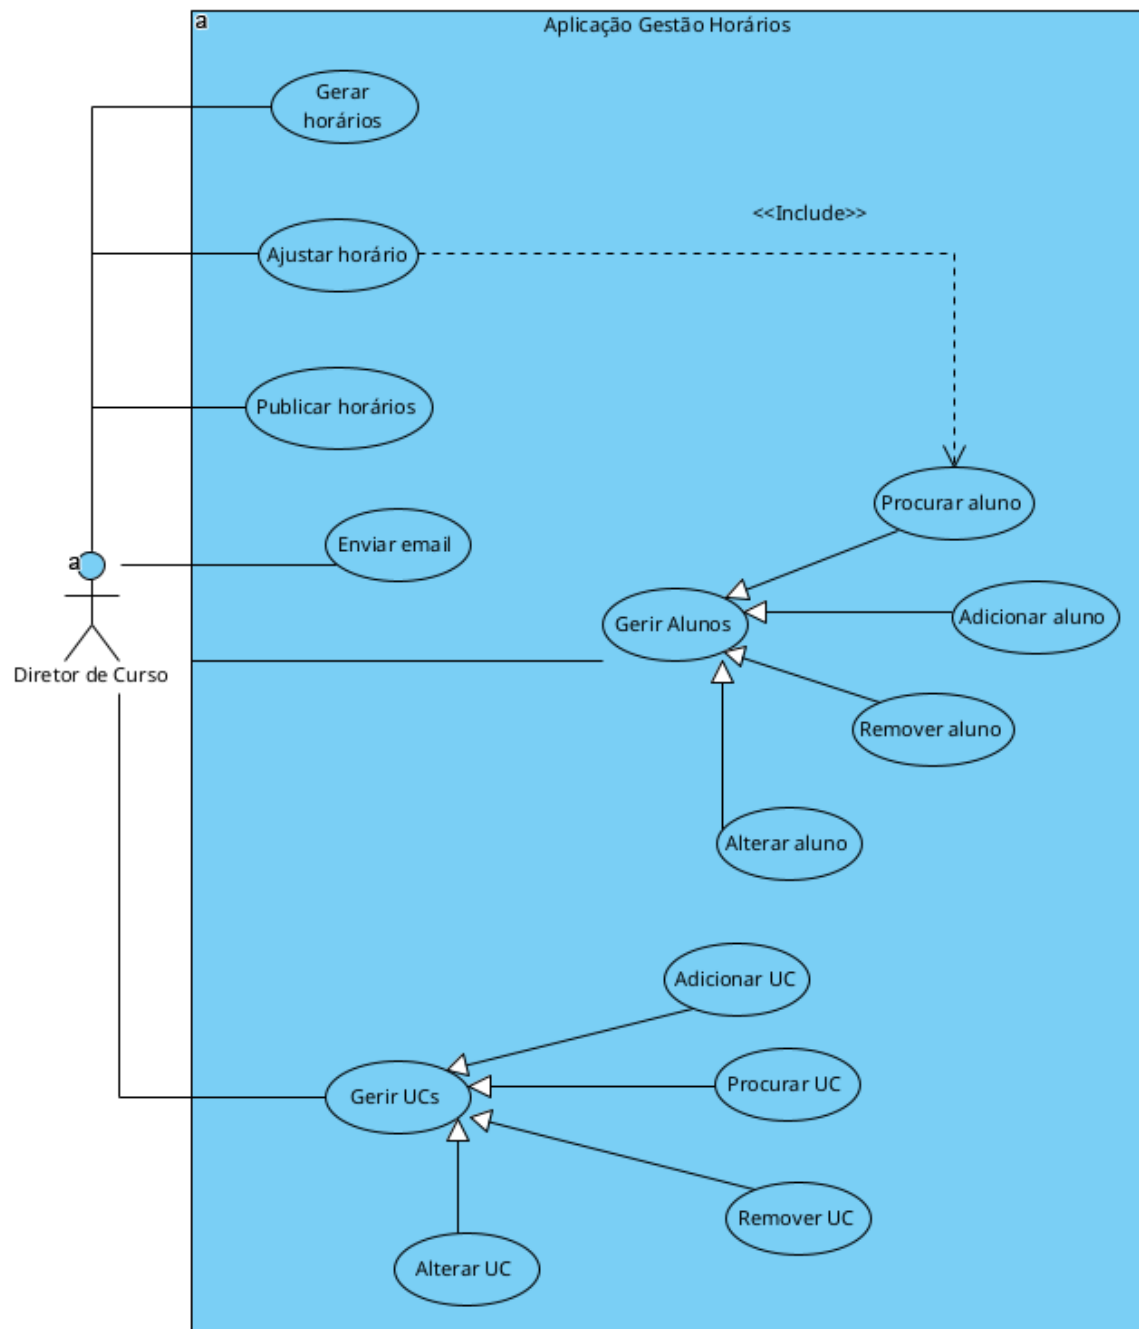 a
Aplicação Gestão Horários
Gerar
horários
<<Include>>
Ajustar horário
Publicar horários
Procurar aluno
Enviar email
a
Gerir Alunos
Adicionar aluno
Diretor de Curso
Remover aluno
Alterar aluno
Adicionar UC
Procurar UC
Gerir UCs
Remover UC
Alterar UC